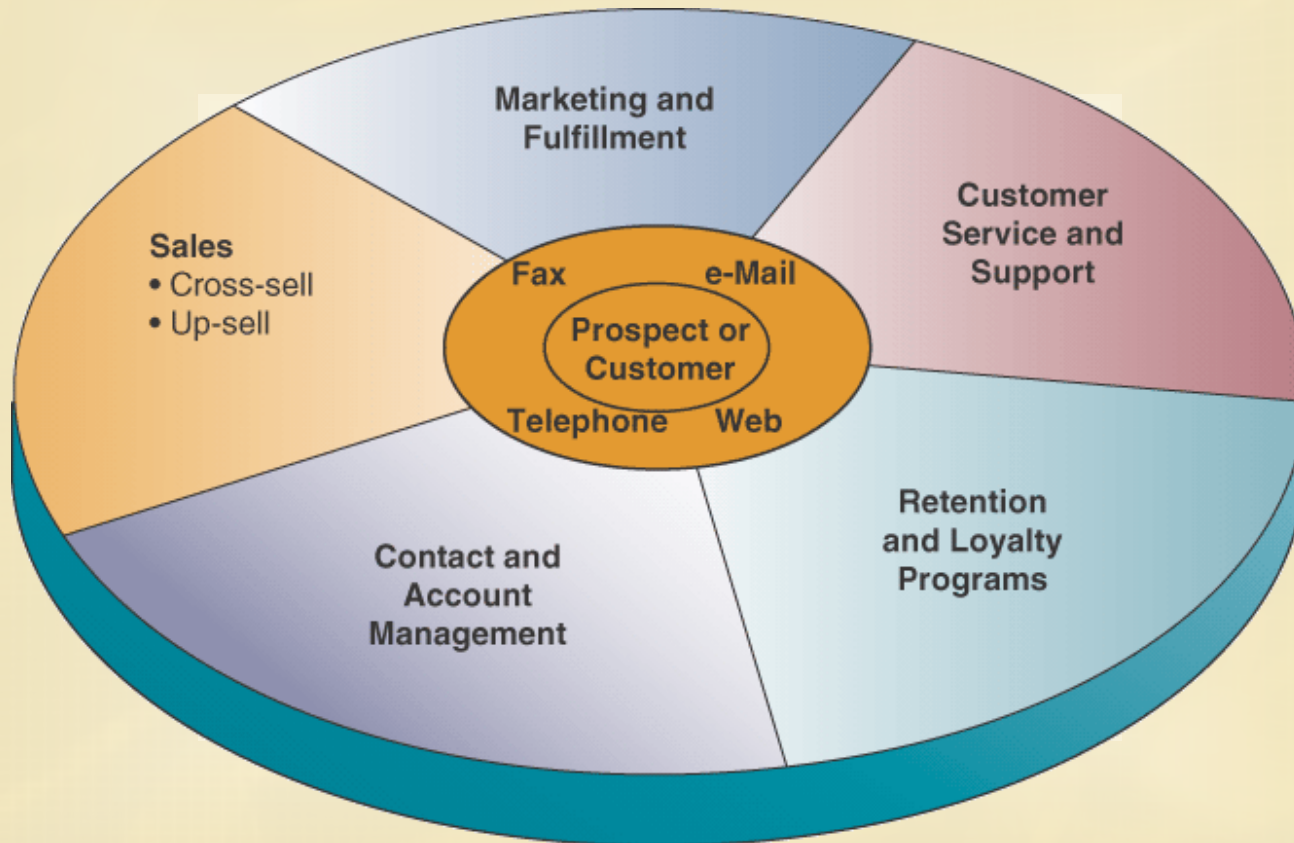 Marketing and
Fulfillment
Customer
Service and
Support
Sales
• Cross-sell
• Up-sell
Fax e-Mail
Prospect or
Customer
Telephone Web
Retention
and Loyalty
Programs
Contact and
Account
Management